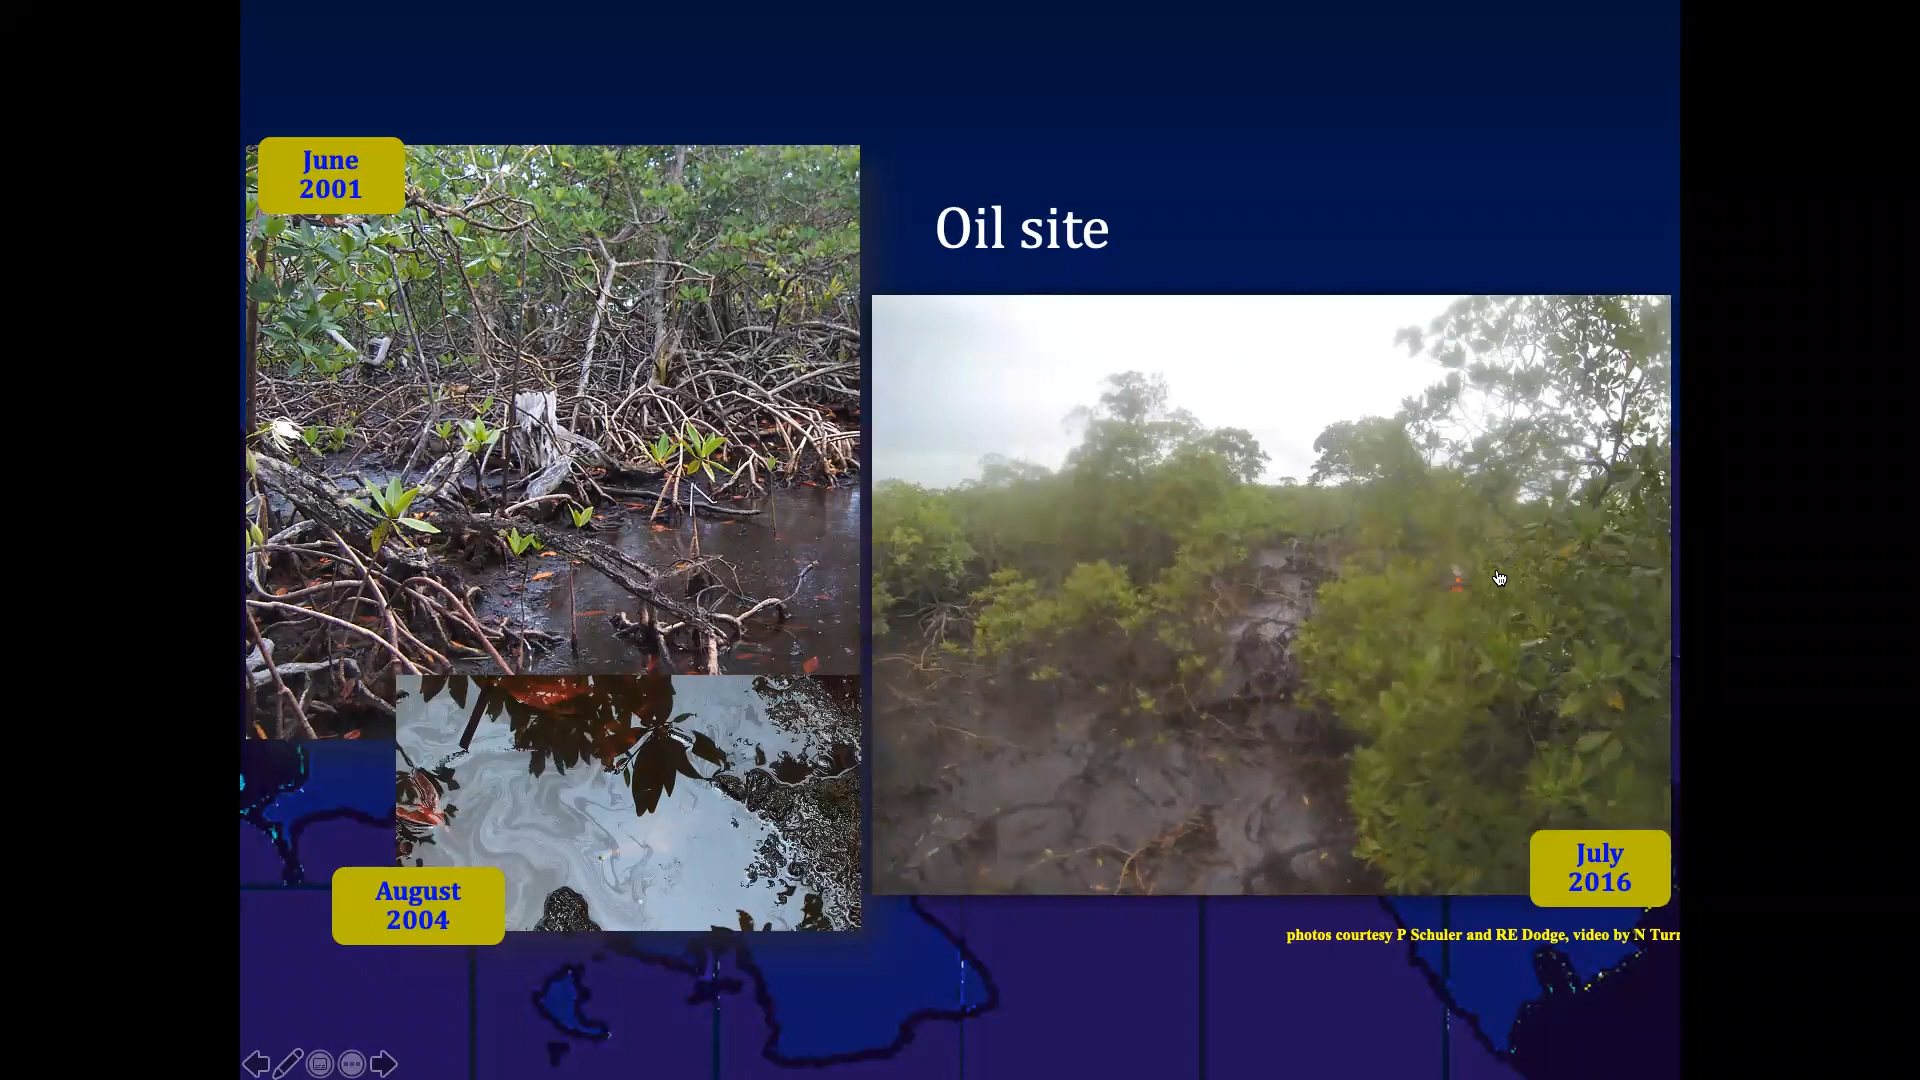 June
2001
Oil site
August
2004
July
2016
photos courtesy P Schuler and RE Dodge, video by N